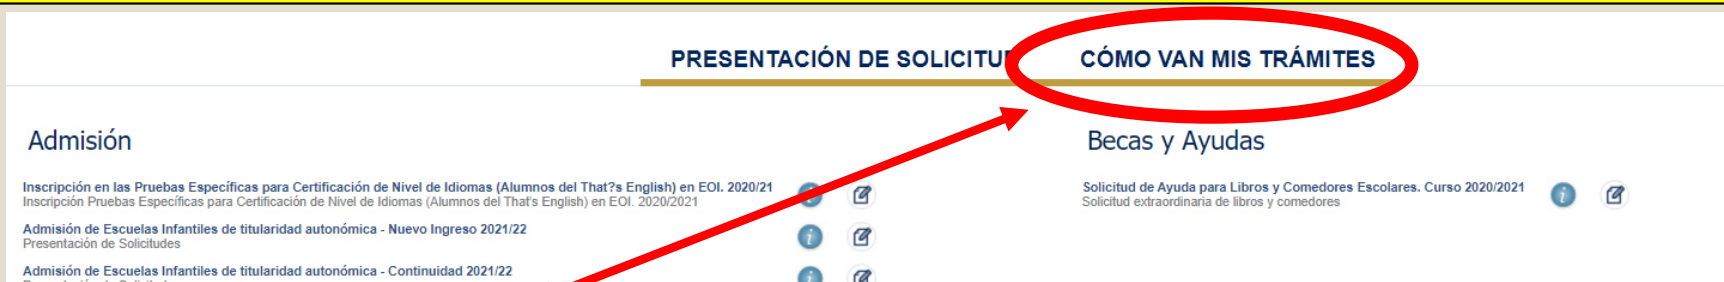 PRESENTACIÓN DE SOLICITUD
CÓMO VAN MIS TRÁMITES
Admisión
Inscripción en las Pruebas Específicas para Certificación de Nivel de Idiomas (Alumnos del That?s English) en EOI. 2020/21
Inscripción Pruebas Específicas para Certificación de Nivel de Idiomas (Alumnos del That's English) en EOI. 2020/2021
Admisión de Escuelas Infantiles de titularidad autonómica - Nuevo Ingreso 2021/22
Presentación de Solicitudes
Admisión de Escuelas Infantiles de titularidad autonómica - Continuidad 2021/22
Becas y Ayudas
Solicitud de Ayuda para Libros y Comedores Escolares. Curso 2020/2021
Solicitud extraordinaria de libros y comedores